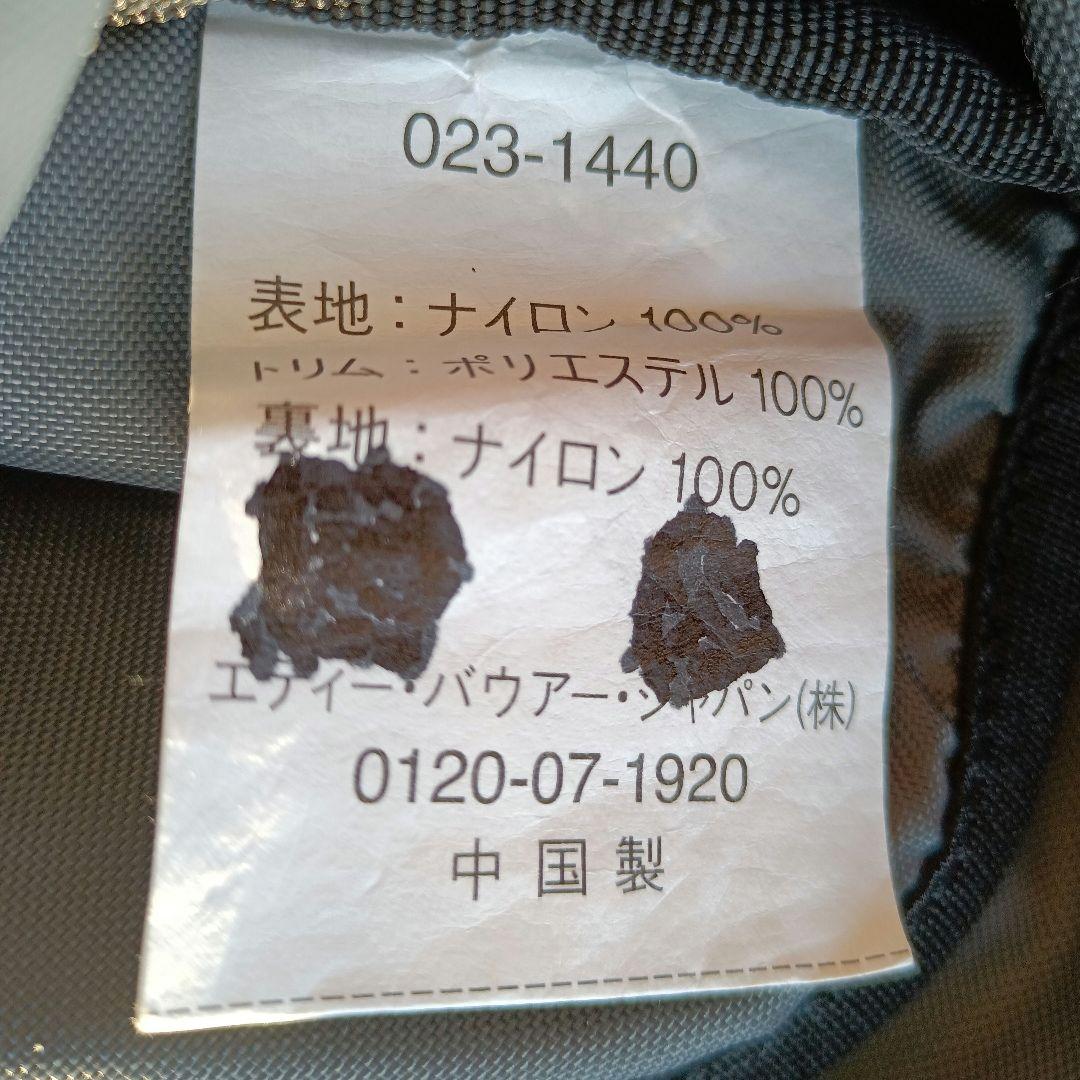 023-1440
表地:ナイロン 100%
トリム:ポリエステル 100%
裏地:ナイロン 100%
エディー・バウアー・ジャパン(株)
0120-07-1920
中国製